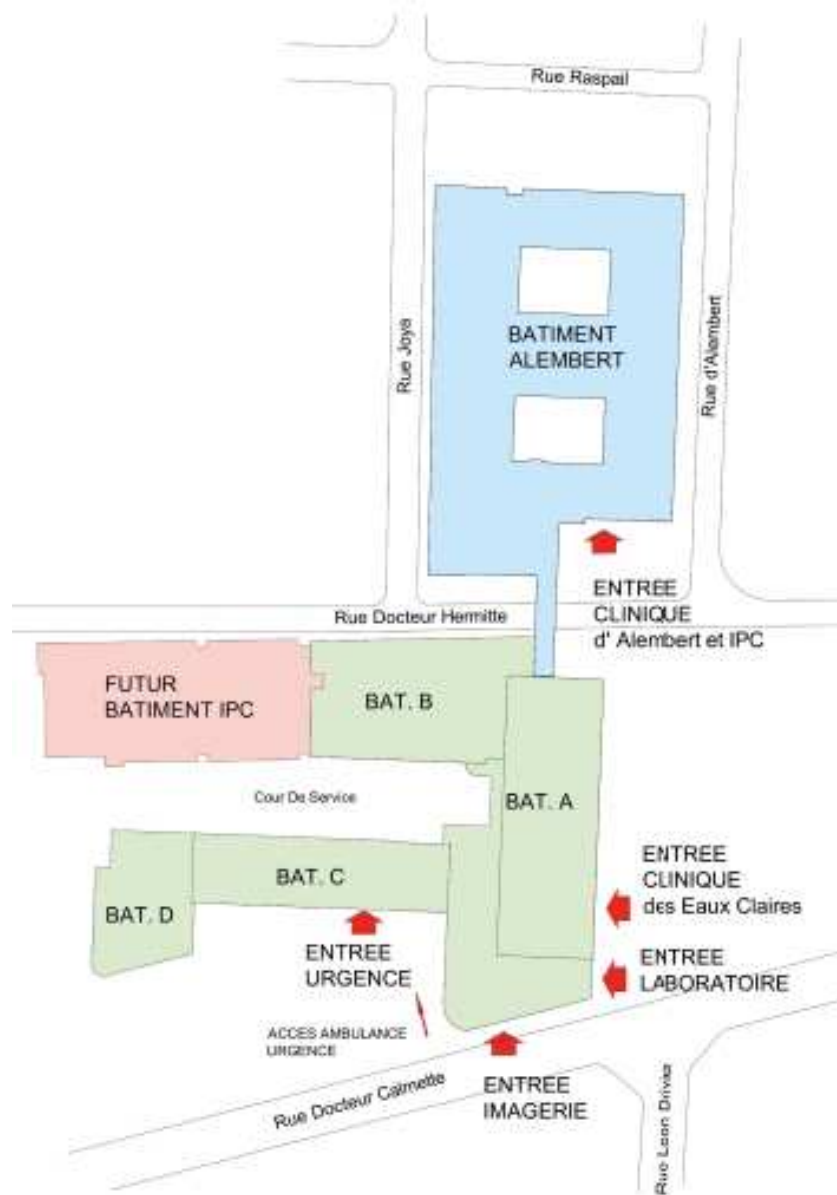 Rue Raspail
Rue Joya
BATIMENT
ALEMBERT
Rue d'Alembert
ENTREE
CLINIQUE
d' Alembert et IPC
Rue Docteur Hermitte
FUTUR
BATIMENT IPC
BAT. B
BAT. A
Cour De Service
BAT. C
BAT. D
ENTREE
CLINIQUE
des Eaux Claires
ENTREE
URGENCE
ENTREE
LABORATOIRE
ACCES AMBULANCE
URGENCE
Rue Docteur Calmette
ENTREE
IMAGERIE
Rue Leon